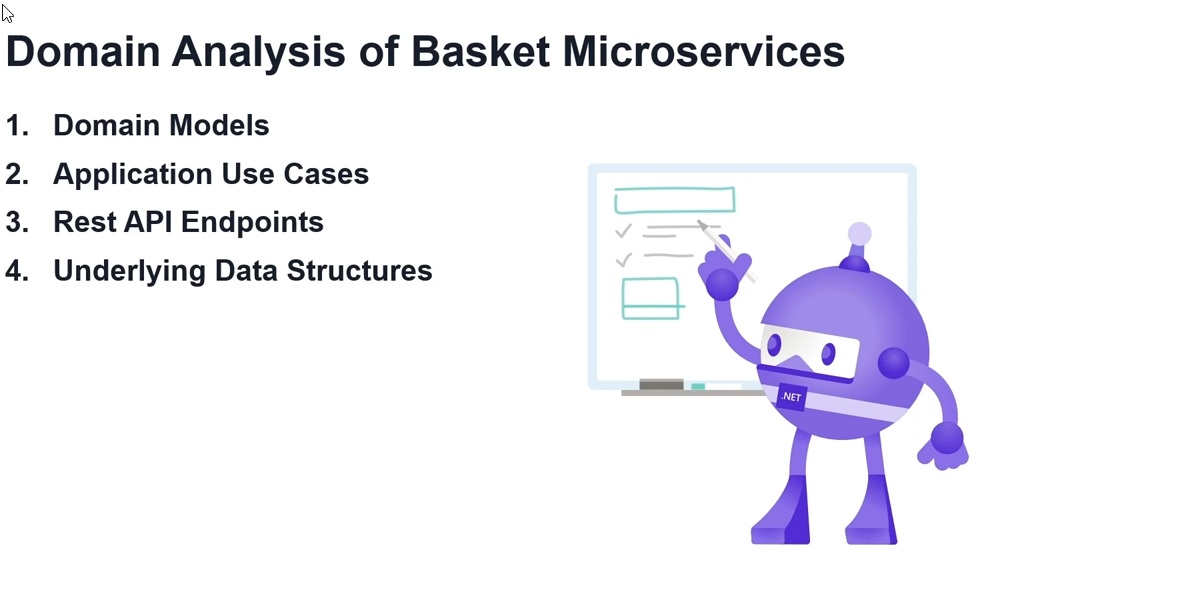 Domain Analysis of Basket Microservices
1. Domain Models
2. Application Use Cases
3. Rest API Endpoints
4. Underlying Data Structures
.NET